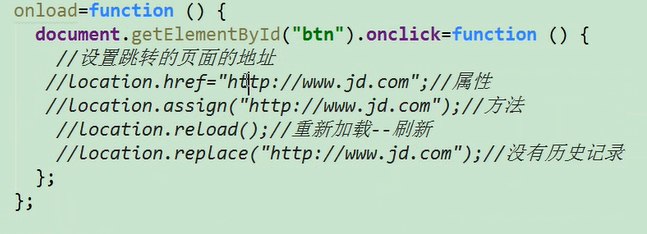 onload=function () {
document.getElementById("btn").onclick=function () {
//设置跳转的页面的地址
//location.href="http://www.jd.com";//属性
//location.assign("http://www.jd.com");//方法
//location.reload();//重新加载--刷新
//location.replace("http://www.jd.com");//没有历史记录
};
};